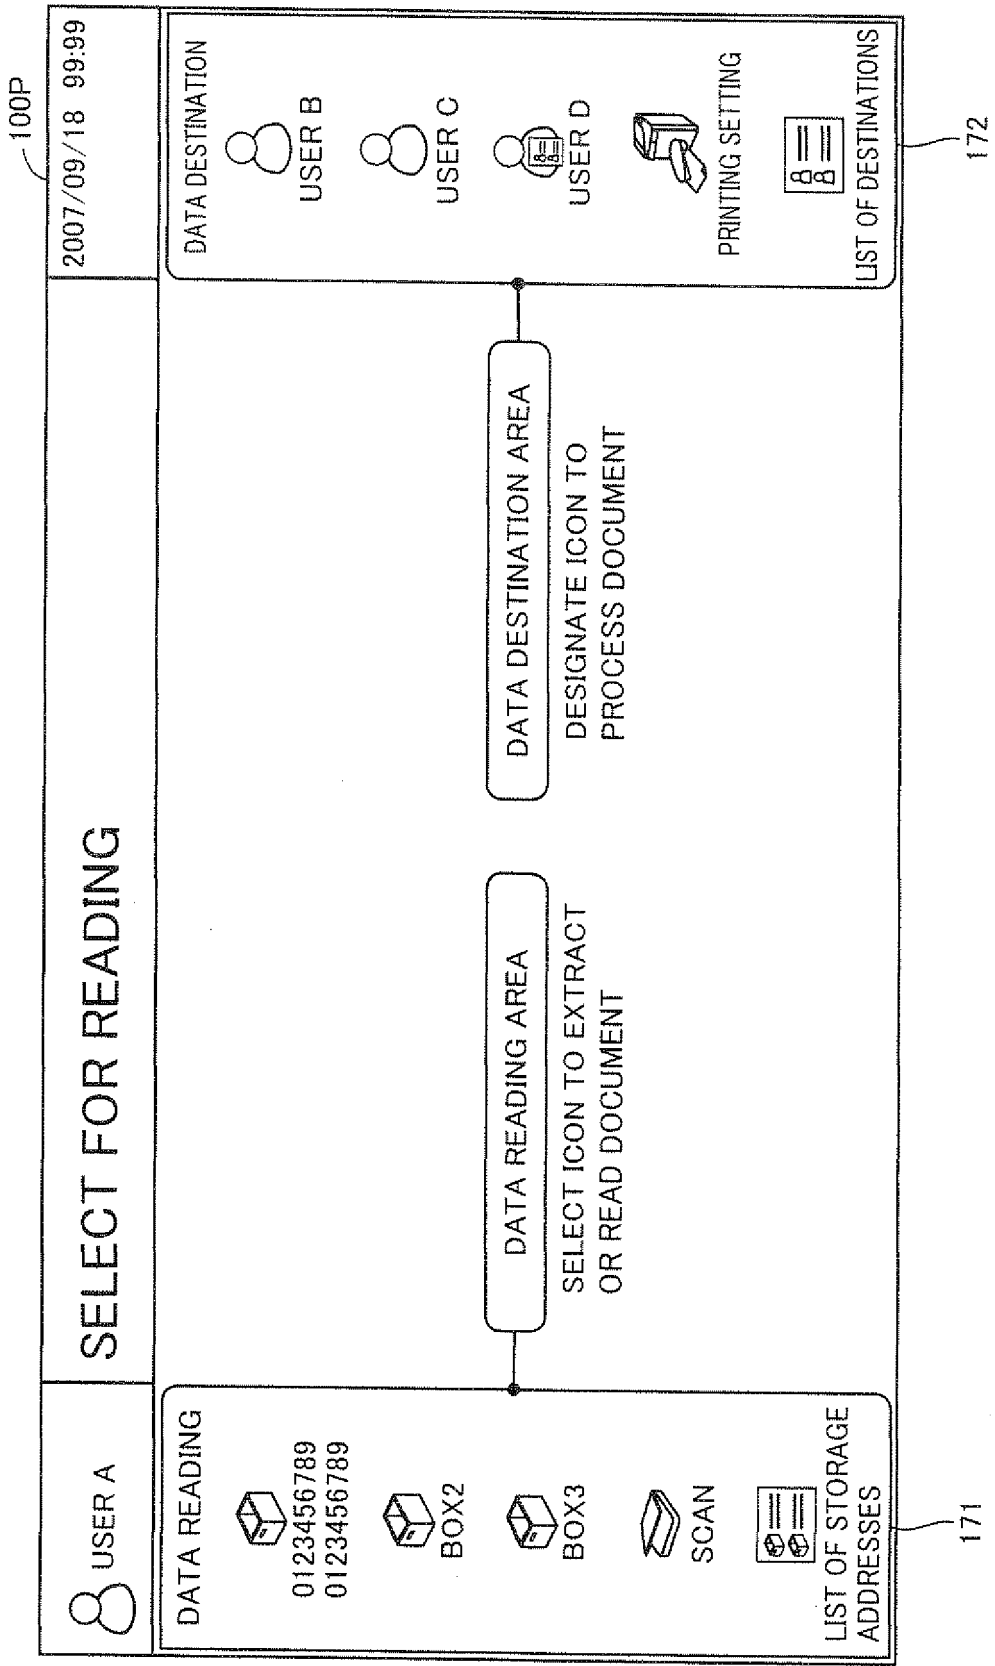 100P
USER A
SELECT FOR READING
2007/09/18 99:99
DATA READING
0123456789
0123456789
BOX2
BOX3
SCAN
LIST OF STORAGE
ADDRESSES
171
DATA READING AREA
SELECT ICON TO EXTRACT
OR READ DOCUMENT
DATA DESTINATION AREA
DESIGNATE ICON TO
PROCESS DOCUMENT
DATA DESTINATION
USER B
USER C
USER D
PRINTING SETTING
LIST OF DESTINATIONS
172